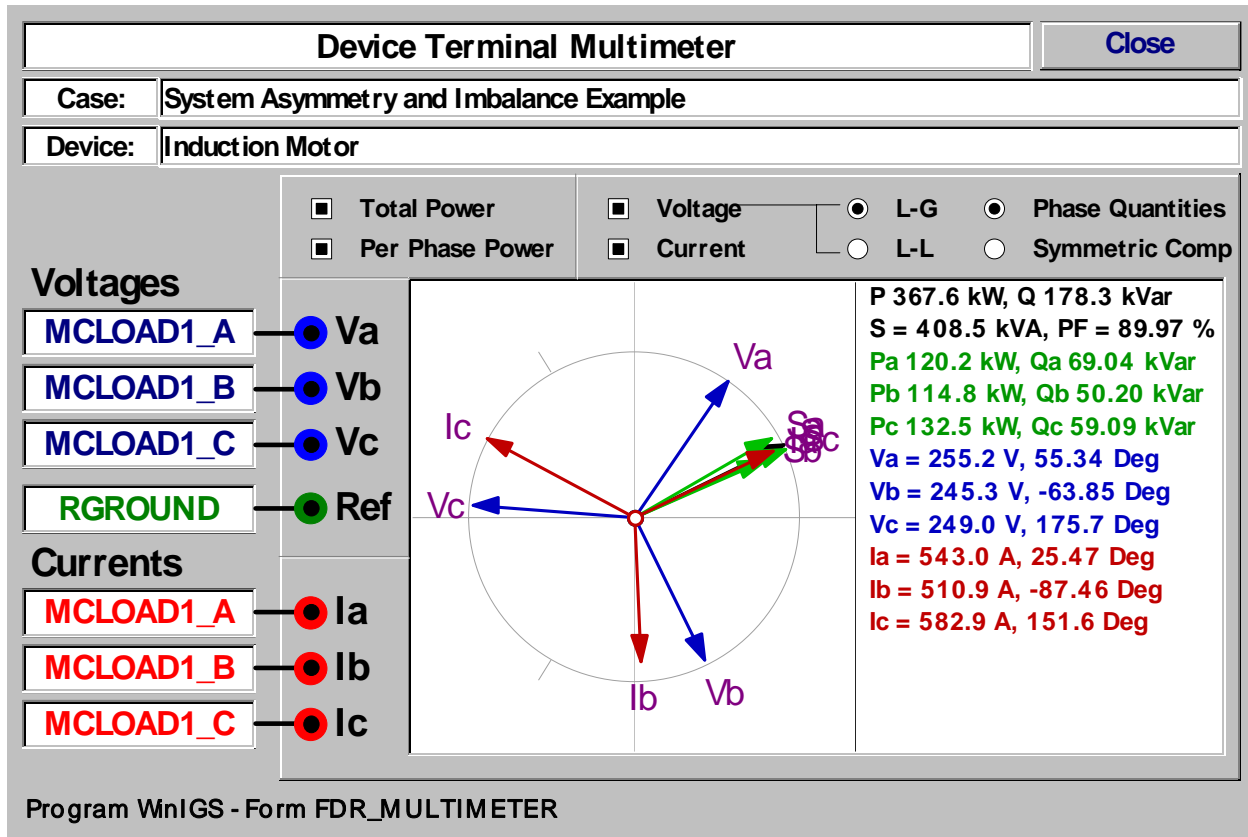 Device Terminal Multimeter
Close
Case: System Asymmetry and Imbalance Example
Device: Induction Motor
Total Power
Voltage
L-G
Phase Quantities
Per Phase Power
Current
L-L
Symmetric Comp
Voltages
MCLOAD1_A Va
MCLOAD1_B Vb
MCLOAD1_C Vc
RGROUND Ref
Currents
MCLOAD1_A Ia
MCLOAD1_B Ib
MCLOAD1_C Ic
Va
Ic
Sa
Sb
Vc
Ib
Vb
P 367.6 kW, Q 178.3 kVar
S = 408.5 kVA, PF = 89.97 %
Pa 120.2 kW, Qa 69.04 kVar
Pb 114.8 kW, Qb 50.20 kVar
Pc 132.5 kW, Qc 59.09 kVar
Va = 255.2 V, 55.34 Deg
Vb = 245.3 V, -63.85 Deg
Vc = 249.0 V, 175.7 Deg
Ia = 543.0 A, 25.47 Deg
Ib = 510.9 A, -87.46 Deg
Ic = 582.9 A, 151.6 Deg
Program WinIGS - Form FDR_MULTIMETER